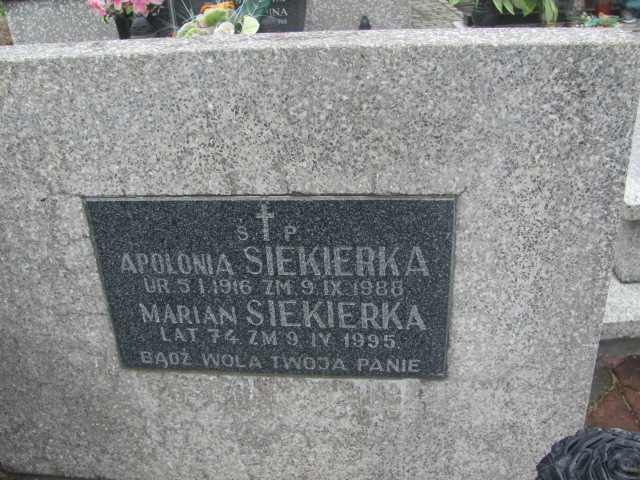 Ś. P.
APOLONIA SIEKIERKA
UR 5.I.1916 ZM 9.IX.1988
MARIAN SIEKIERKA
LAT 74. ZM 9 IV 1995.
BĄDŹ WOLA TWOJA PANIE